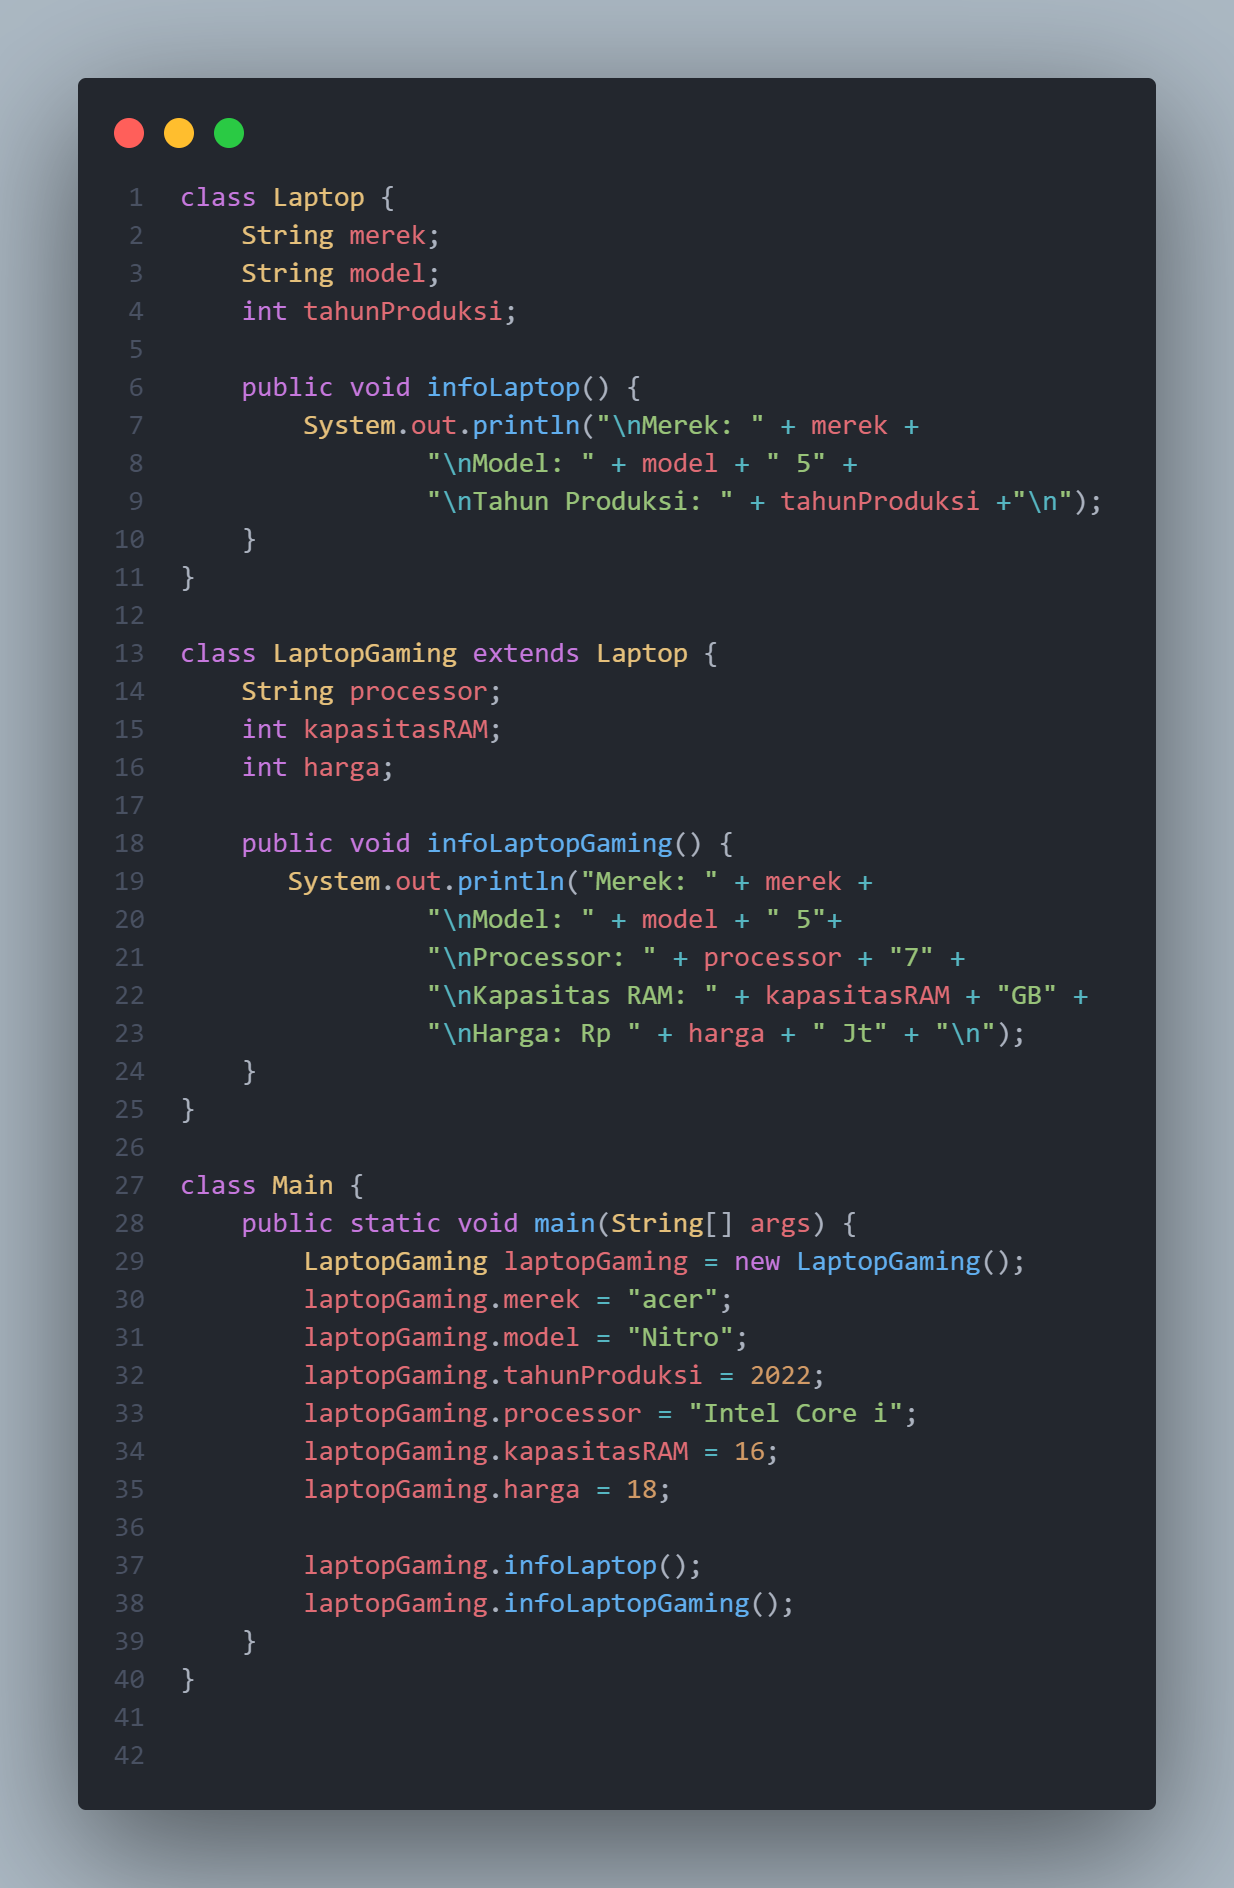 1 class Laptop {
2     String merek;
3     String model;
4     int tahunProduksi;
5
6     public void infoLaptop() {
7         System.out.println("\nMerek: " + merek +
8                 "\nModel: " + model + " 5" +
9                 "\nTahun Produksi: " + tahunProduksi +"\n");
10     }
11 }
12
13 class LaptopGaming extends Laptop {
14     String processor;
15     int kapasitasRAM;
16     int harga;
17
18     public void infoLaptopGaming() {
19        System.out.println("Merek: " + merek +
20                 "\nModel: " + model + " 5"+
21                 "\nProcessor: " + processor + "7" +
22                 "\nKapasitas RAM: " + kapasitasRAM + "GB" +
23                 "\nHarga: Rp " + harga + " Jt" + "\n");
24     }
25 }
26
27 class Main {
28     public static void main(String[] args) {
29         LaptopGaming laptopGaming = new LaptopGaming();
30         laptopGaming.merek = "acer";
31         laptopGaming.model = "Nitro";
32         laptopGaming.tahunProduksi = 2022;
33         laptopGaming.processor = "Intel Core i";
34         laptopGaming.kapasitasRAM = 16;
35         laptopGaming.harga = 18;
36
37         laptopGaming.infoLaptop();
38         laptopGaming.infoLaptopGaming();
39     }
40 }
41
42